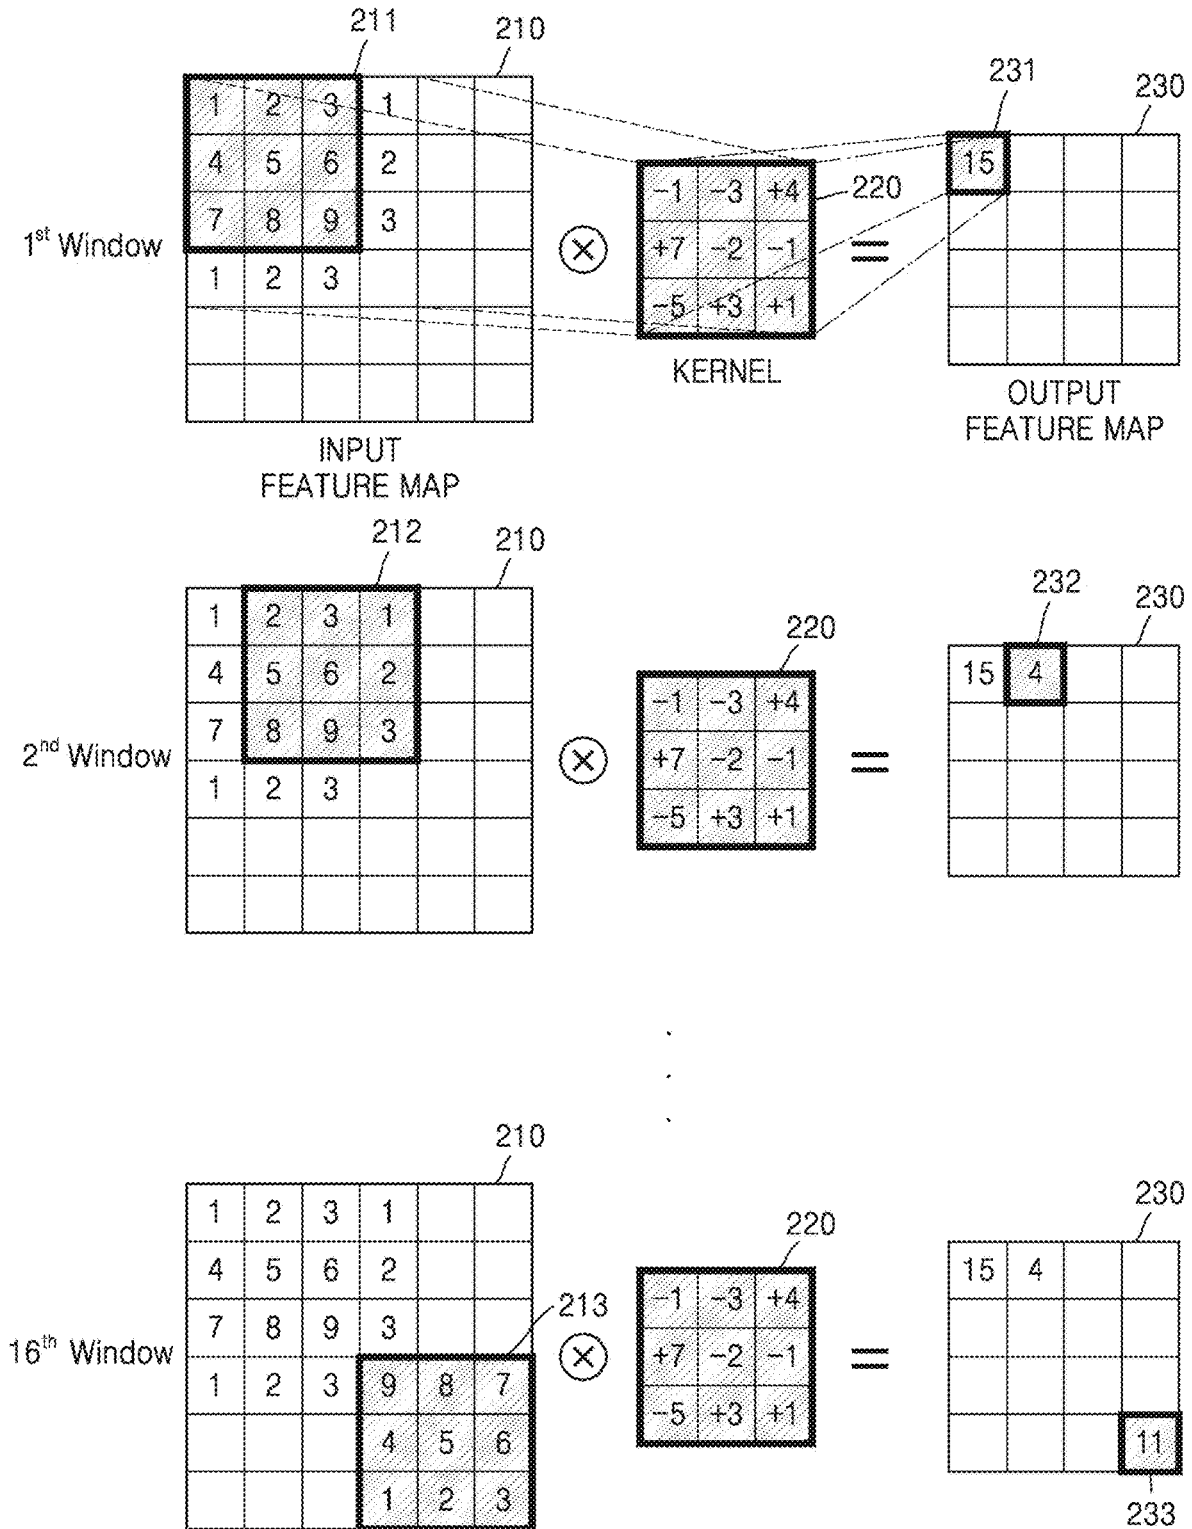 211 210
231 230
1 2 3 1
4 5 6 2
7 8 9 3
1 2 3
1st Window
-1 -3 +4
+7 -2 -1
-5 +3 +1
220
=
15
KERNEL
INPUT
FEATURE MAP
OUTPUT
FEATURE MAP
212 210
1 2 3 1
4 5 6 2
7 8 9 3
1 2 3
2nd Window
220
-1 -3 +4
+7 -2 -1
-5 +3 +1
=
232 230
15 4
210
1 2 3 1
4 5 6 2
7 8 9 3
1 2 3 9 8 7
4 5 6
1 2 3
213
16th Window
220
-1 -3 +4
+7 -2 -1
-5 +3 +1
=
230
15 4
11
233